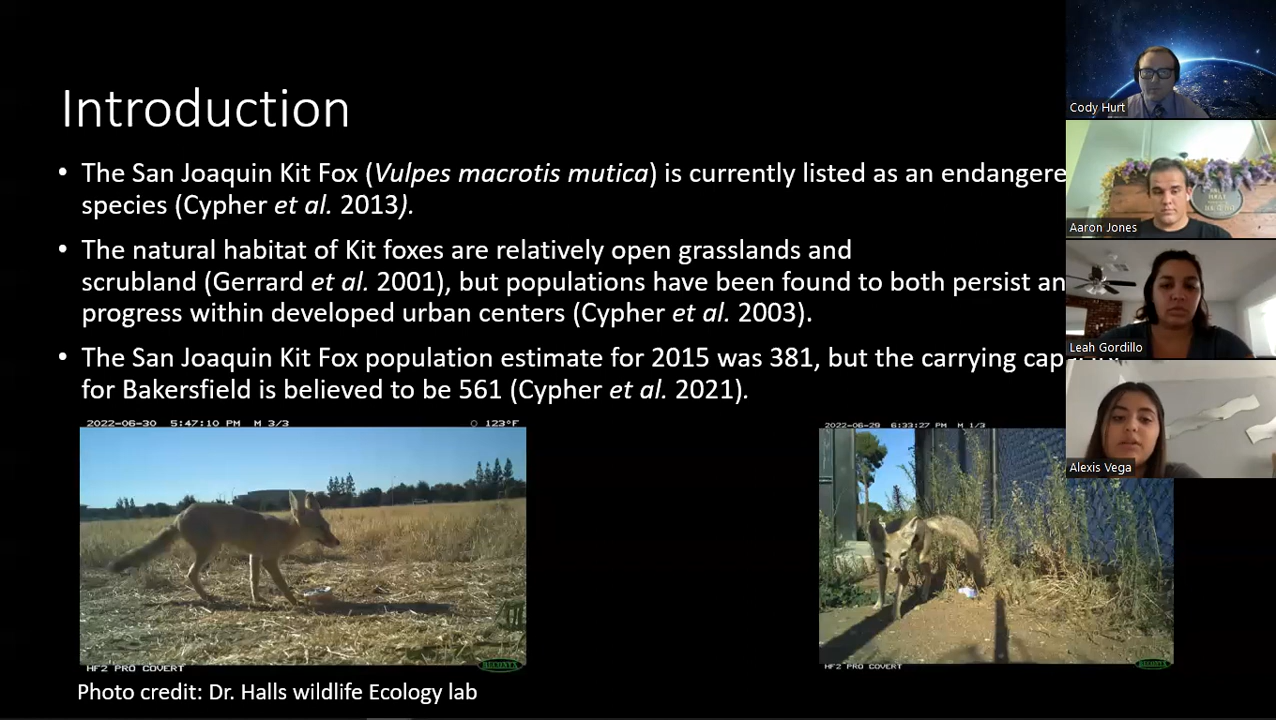 Introduction
• The San Joaquin Kit Fox (Vulpes macrotis mutica) is currently listed as an endangere
species (Cypher et al. 2013).
• The natural habitat of Kit foxes are relatively open grasslands and
scrubland (Gerrard et al. 2001), but populations have been found to both persist an
progress within developed urban centers (Cypher et al. 2003).
• The San Joaquin Kit Fox population estimate for 2015 was 381, but the carrying cap
for Bakersfield is believed to be 561 (Cypher et al. 2021).
2022-06-30 5:47:10 PM M 3/3 123°F
HF2 PRO COVERT
RECONYX
Photo credit: Dr. Halls wildlife Ecology lab
2022-06-29 6:33:27 PM M 1/3
HF2 PRO COVERT
RECONYX
Cody Hurt
Aaron Jones
Leah Gordillo
Alexis Vega